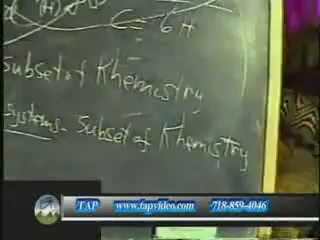 C = 6H
Subset of Khemistry
Systems - Subset of Khemistry
TAP www.tapvideo.com 718-859-4046